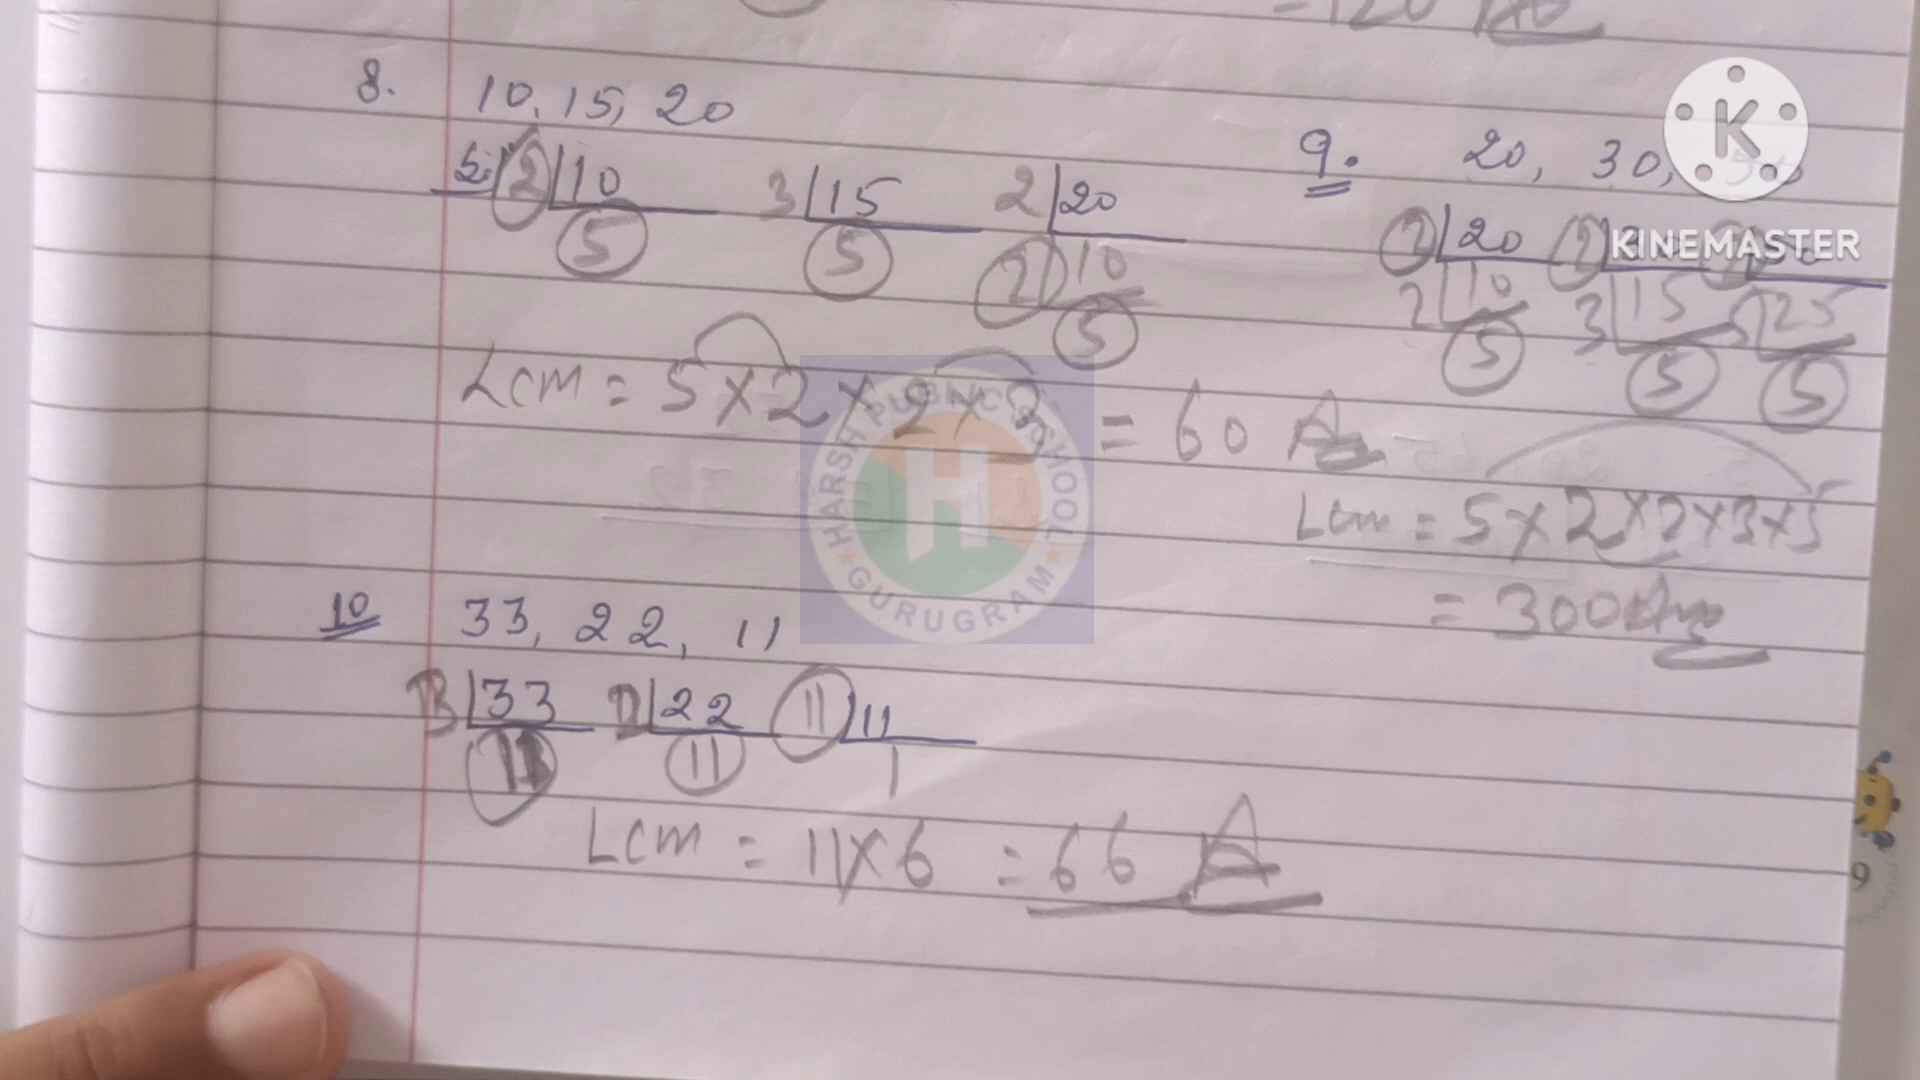 8. 10, 15, 20
2 10 3 15 2 20
5 5 2 10
5
Lcm = 5 × 2 × 2 × 3 = 60
9. 20, 30,
2 20 2
2 10 3 15 5 25
5 5 5
Lcm = 5 × 2 × 2 × 3 × 5
= 300 Ans
10 33, 22, 11
33 22 11 11
11 11 1
Lcm = 11 × 6 = 66 A
KINEMASTER
HARSH PUBLIC SCHOOL
GURUGRAM
H
K
9